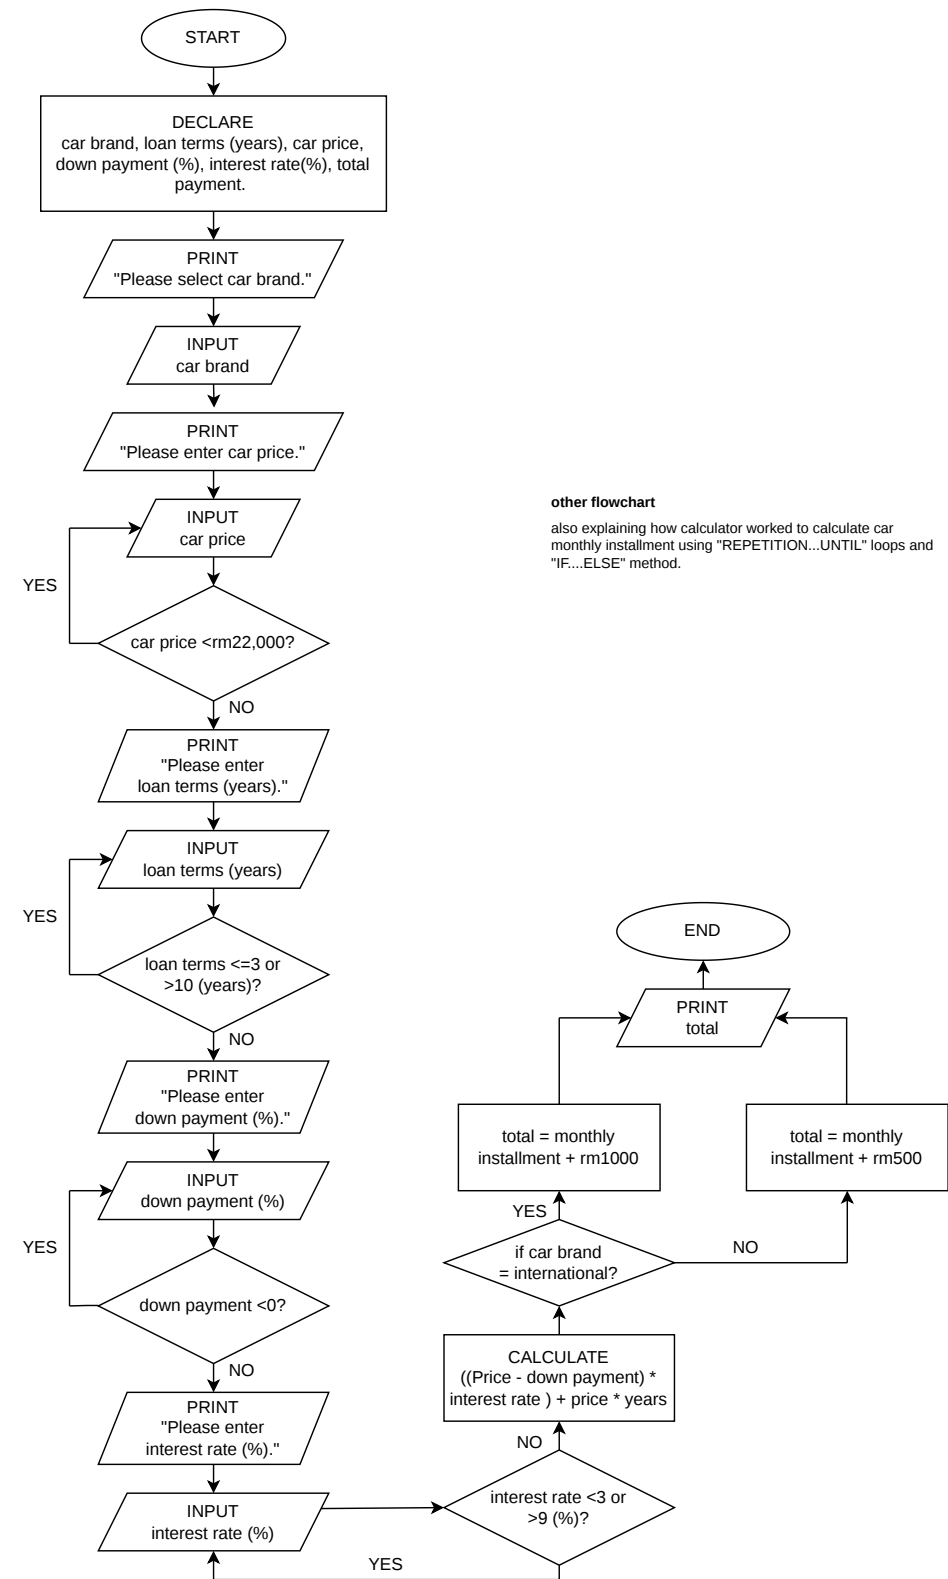 START
DECLARE
car brand, loan terms (years), car price,
down payment (%), interest rate(%), total
payment.
PRINT
"Please select car brand."
INPUT
car brand
PRINT
"Please enter car price."
INPUT
car price
YES
car price <rm22,000?
NO
other flowchart
also explaining how calculator worked to calculate car
monthly installment using "REPETITION...UNTIL" loops and
"IF....ELSE" method.
PRINT
"Please enter
loan terms (years)."
INPUT
loan terms (years)
YES
loan terms <=3 or
>10 (years)?
NO
PRINT
"Please enter
down payment (%)."
INPUT
down payment (%)
YES
down payment <0?
NO
PRINT
"Please enter
interest rate (%)."
INPUT
interest rate (%)
YES
interest rate <3 or
>9 (%)?
NO
CALCULATE
((Price - down payment) *
interest rate ) + price * years
if car brand
= international?
YES
NO
total = monthly
installment + rm1000
total = monthly
installment + rm500
PRINT
total
END